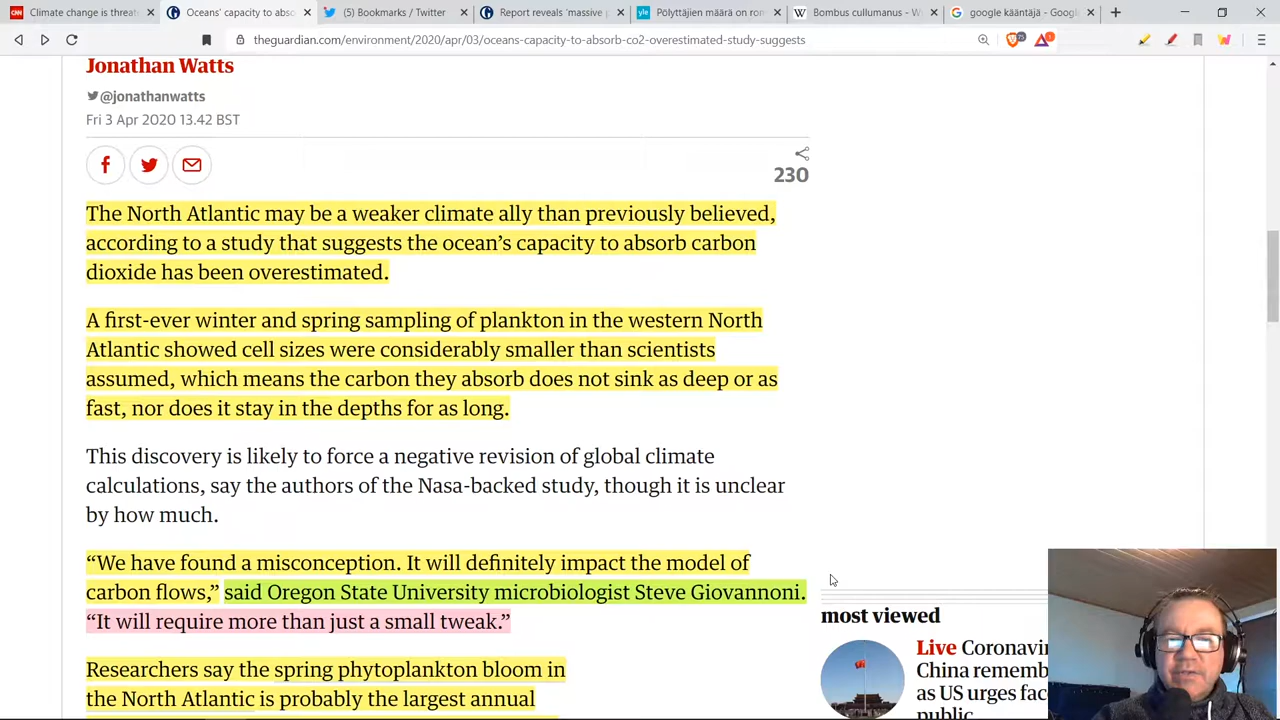 Climate change is threate
Oceans' capacity to abso
(5) Bookmarks / Twitter
Report reveals 'massive p
Pölyttäjien määrä on rom
Bombus cullumanus - W
google kääntäjä - Google
theguardian.com/environment/2020/apr/03/oceans-capacity-to-absorb-co2-overestimated-study-suggests
Jonathan Watts
@jonathanwatts
Fri 3 Apr 2020 13.42 BST
230
The North Atlantic may be a weaker climate ally than previously believed,
according to a study that suggests the ocean’s capacity to absorb carbon
dioxide has been overestimated.
A first-ever winter and spring sampling of plankton in the western North
Atlantic showed cell sizes were considerably smaller than scientists
assumed, which means the carbon they absorb does not sink as deep or as
fast, nor does it stay in the depths for as long.
This discovery is likely to force a negative revision of global climate
calculations, say the authors of the Nasa-backed study, though it is unclear
by how much.
“We have found a misconception. It will definitely impact the model of
carbon flows,” said Oregon State University microbiologist Steve Giovannoni.
“It will require more than just a small tweak.”
Researchers say the spring phytoplankton bloom in
the North Atlantic is probably the largest annual
most viewed
Live Coronavir
China rememb
as US urges fac
public